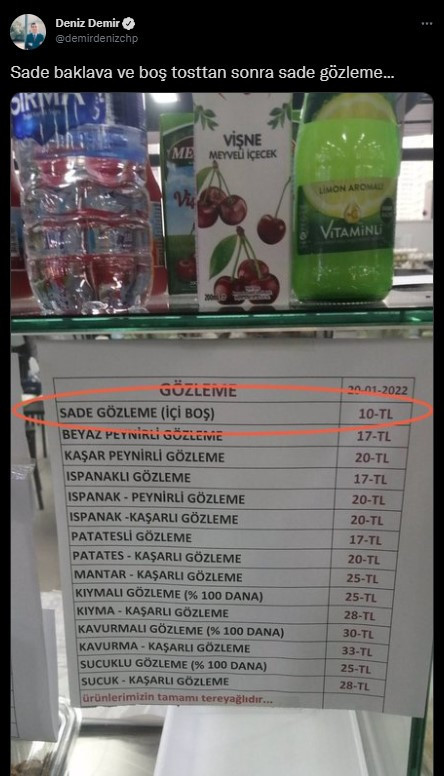 Deniz Demir
@demirdenizchp
Sade baklava ve boş tosttan sonra sade gözleme...
SIRMA
VİŞNE
MEYVELİ İÇECEK
LİMON AROMALI
VİTAMİNLİ
GÖZLEME 20-01-2022
SADE GÖZLEME (İÇİ BOŞ) 10-TL
BEYAZ PEYNİRLİ GÖZLEME 17-TL
KAŞAR PEYNİRLİ GÖZLEME 20-TL
ISPANAKLI GÖZLEME 17-TL
ISPANAK - PEYNİRLİ GÖZLEME 20-TL
ISPANAK -KAŞARLI GÖZLEME 20-TL
PATATESLİ GÖZLEME 17-TL
PATATES - KAŞARLI GÖZLEME 20-TL
MANTAR - KAŞARLI GÖZLEME 25-TL
KIYMALI GÖZLEME (% 100 DANA) 25-TL
KIYMA - KAŞARLI GÖZLEME 28-TL
KAVURMALI GÖZLEME (% 100 DANA) 30-TL
KAVURMA - KAŞARLI GÖZLEME 33-TL
SUCUKLU GÖZLEME (% 100 DANA) 25-TL
SUCUK - KAŞARLI GÖZLEME 28-TL
ürünlerimizin tamamı tereyağlıdır...